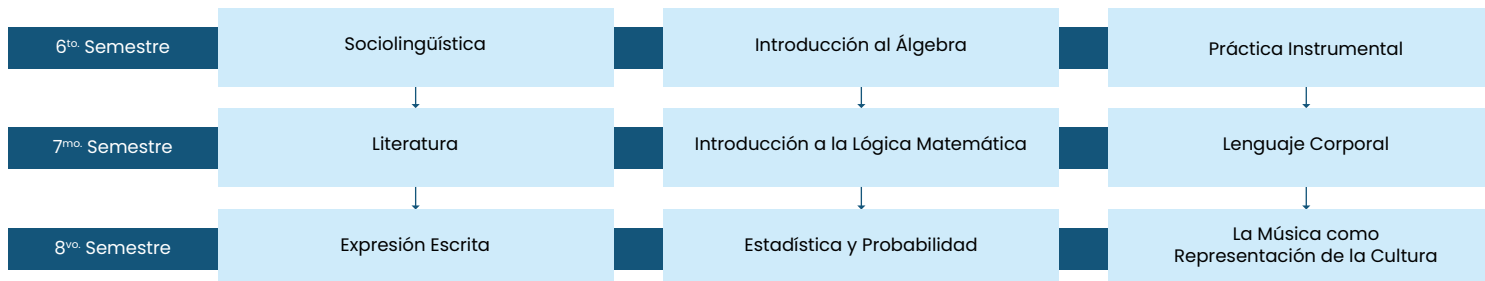 6to. Semestre
Sociolingüística
Introducción al Álgebra
Práctica Instrumental
7mo. Semestre
Literatura
Introducción a la Lógica Matemática
Lenguaje Corporal
8vo. Semestre
Expresión Escrita
Estadística y Probabilidad
La Música como
Representación de la Cultura